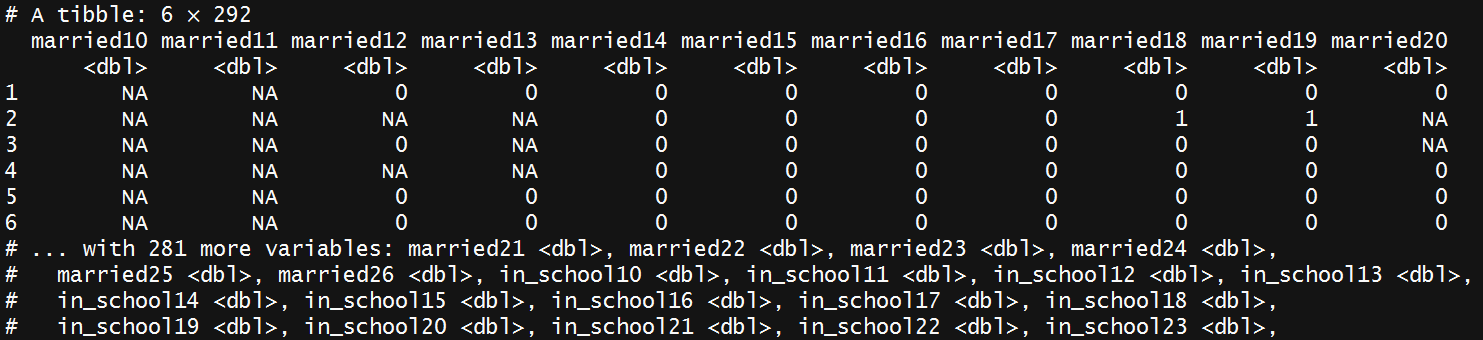 # A tibble: 6 × 292
  married10 married11 married12 married13 married14 married15 married16 married17 married18 married19 married20
      <dbl>     <dbl>     <dbl>     <dbl>     <dbl>     <dbl>     <dbl>     <dbl>     <dbl>     <dbl>     <dbl>
1        NA        NA         0         0         0         0         0         0         0         0         0
2        NA        NA        NA        NA         0         0         0         0         1         1        NA
3        NA        NA         0        NA         0         0         0         0         0         0        NA
4        NA        NA        NA        NA         0         0         0         0         0         0         0
5        NA        NA         0         0         0         0         0         0         0         0         0
6        NA        NA         0         0         0         0         0         0         0         0         0
# ... with 281 more variables: married21 <dbl>, married22 <dbl>, married23 <dbl>, married24 <dbl>,
#   married25 <dbl>, married26 <dbl>, in_school10 <dbl>, in_school11 <dbl>, in_school12 <dbl>, in_school13 <dbl>,
#   in_school14 <dbl>, in_school15 <dbl>, in_school16 <dbl>, in_school17 <dbl>, in_school18 <dbl>,
#   in_school19 <dbl>, in_school20 <dbl>, in_school21 <dbl>, in_school22 <dbl>, in_school23 <dbl>,